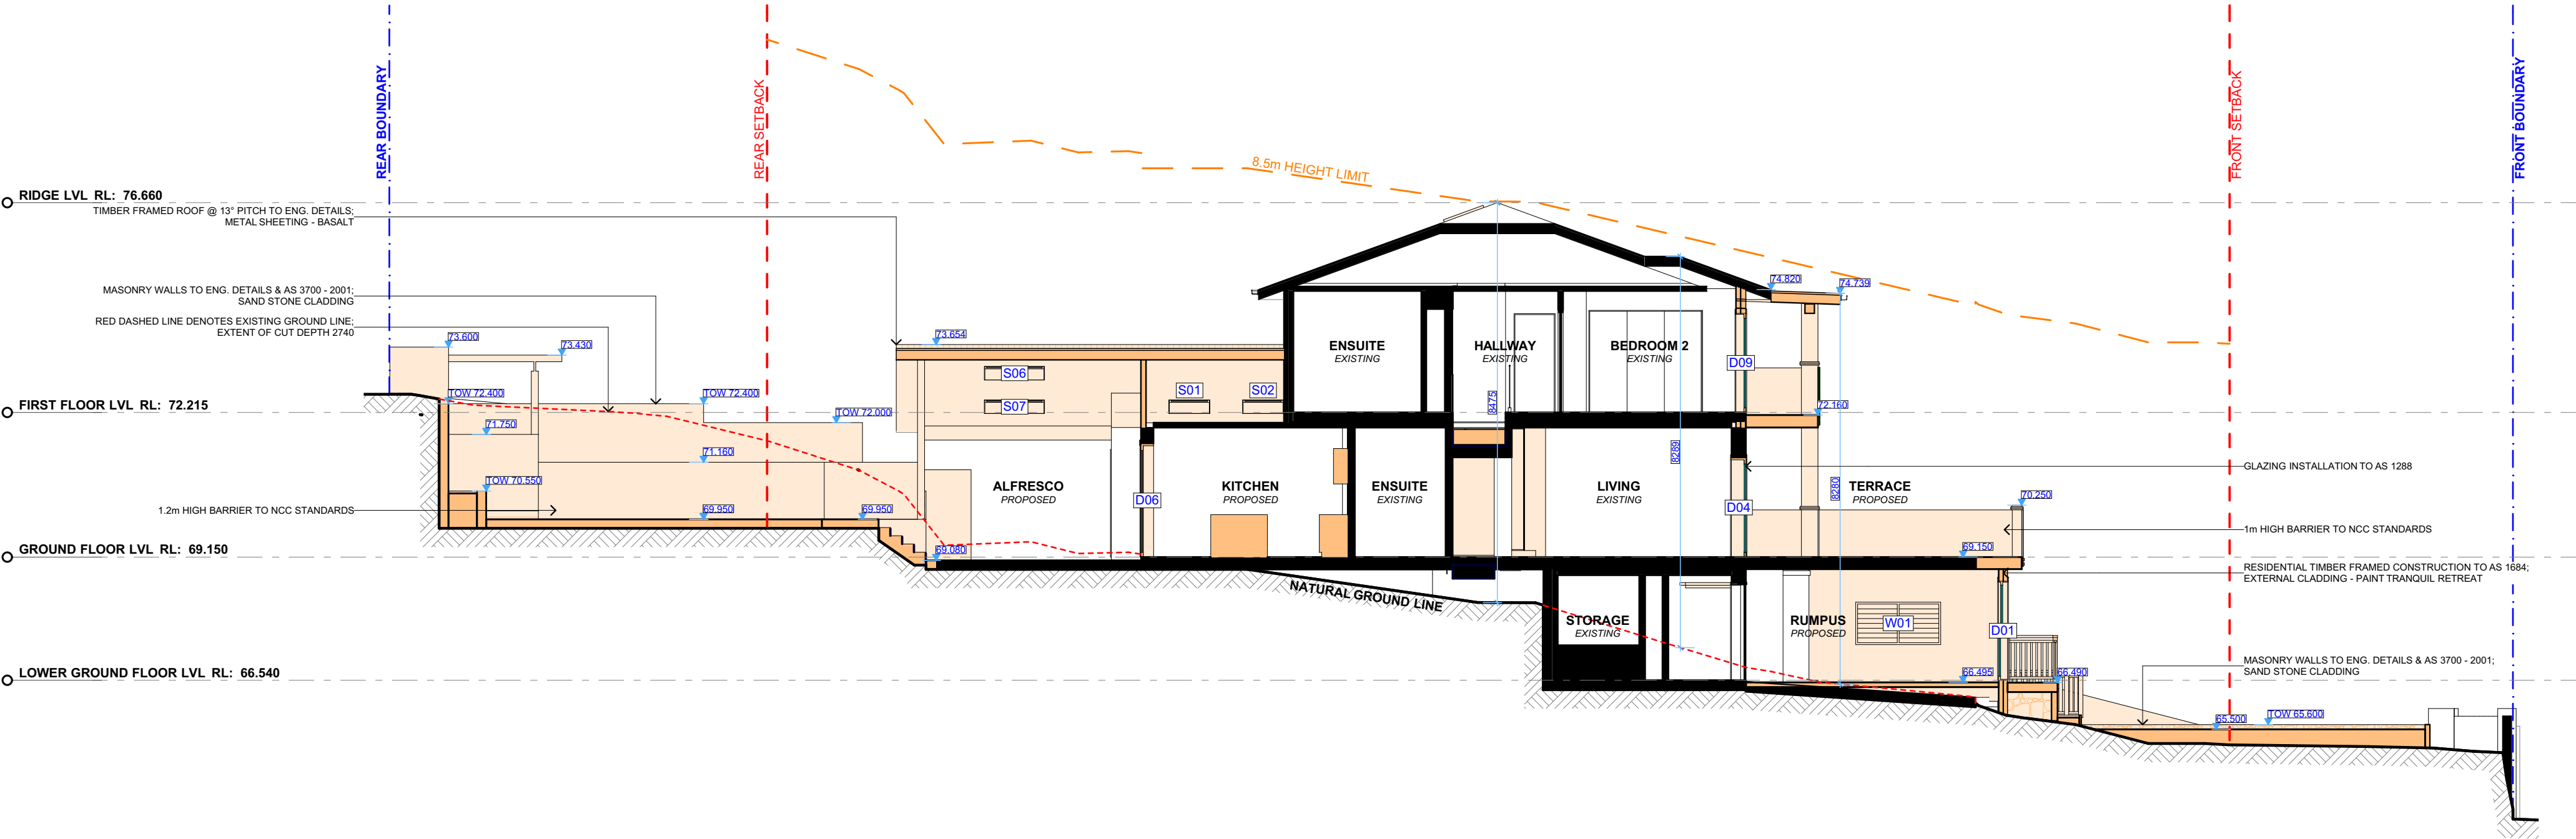 REAR BOUNDARY
REAR SETBACK
FRONT SETBACK
FRONT BOUNDARY
8.5m HEIGHT LIMIT
RIDGE LVL RL: 76.660
TIMBER FRAMED ROOF @ 13° PITCH TO ENG. DETAILS;
METAL SHEETING - BASALT
MASONRY WALLS TO ENG. DETAILS & AS 3700 - 2001;
SAND STONE CLADDING
RED DASHED LINE DENOTES EXISTING GROUND LINE;
EXTENT OF CUT DEPTH 2740
73.600
73.430
73.654
74.820
74.739
ENSUITE
EXISTING
HALLWAY
EXISTING
BEDROOM 2
EXISTING
D09
S06
S07
S01
S02
TOW 72.400
TOW 72.400
TOW 72.000
8475
72.160
FIRST FLOOR LVL RL: 72.215
71.750
71.160
8289
GLAZING INSTALLATION TO AS 1288
TOW 70.550
ALFRESCO
PROPOSED
D06
KITCHEN
PROPOSED
ENSUITE
EXISTING
LIVING
EXISTING
D04
8280
TERRACE
PROPOSED
70.250
1.2m HIGH BARRIER TO NCC STANDARDS
69.950
69.950
1m HIGH BARRIER TO NCC STANDARDS
GROUND FLOOR LVL RL: 69.150
69.080
69.150
RESIDENTIAL TIMBER FRAMED CONSTRUCTION TO AS 1684;
EXTERNAL CLADDING - PAINT TRANQUIL RETREAT
NATURAL GROUND LINE
STORAGE
EXISTING
RUMPUS
PROPOSED
W01
D01
LOWER GROUND FLOOR LVL RL: 66.540
66.495
66.490
MASONRY WALLS TO ENG. DETAILS & AS 3700 - 2001;
SAND STONE CLADDING
65.500
TOW 65.600